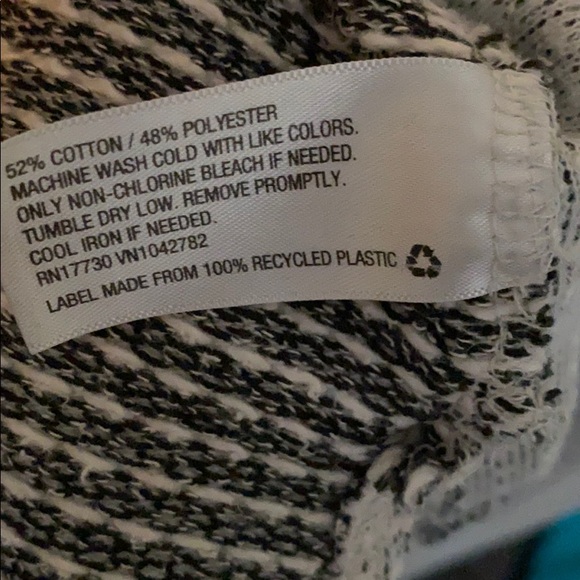 52% COTTON / 48% POLYESTER
MACHINE WASH COLD WITH LIKE COLORS.
ONLY NON-CHLORINE BLEACH IF NEEDED.
TUMBLE DRY LOW. REMOVE PROMPTLY.
COOL IRON IF NEEDED.
RN17730 VN1042782
LABEL MADE FROM 100% RECYCLED PLASTIC